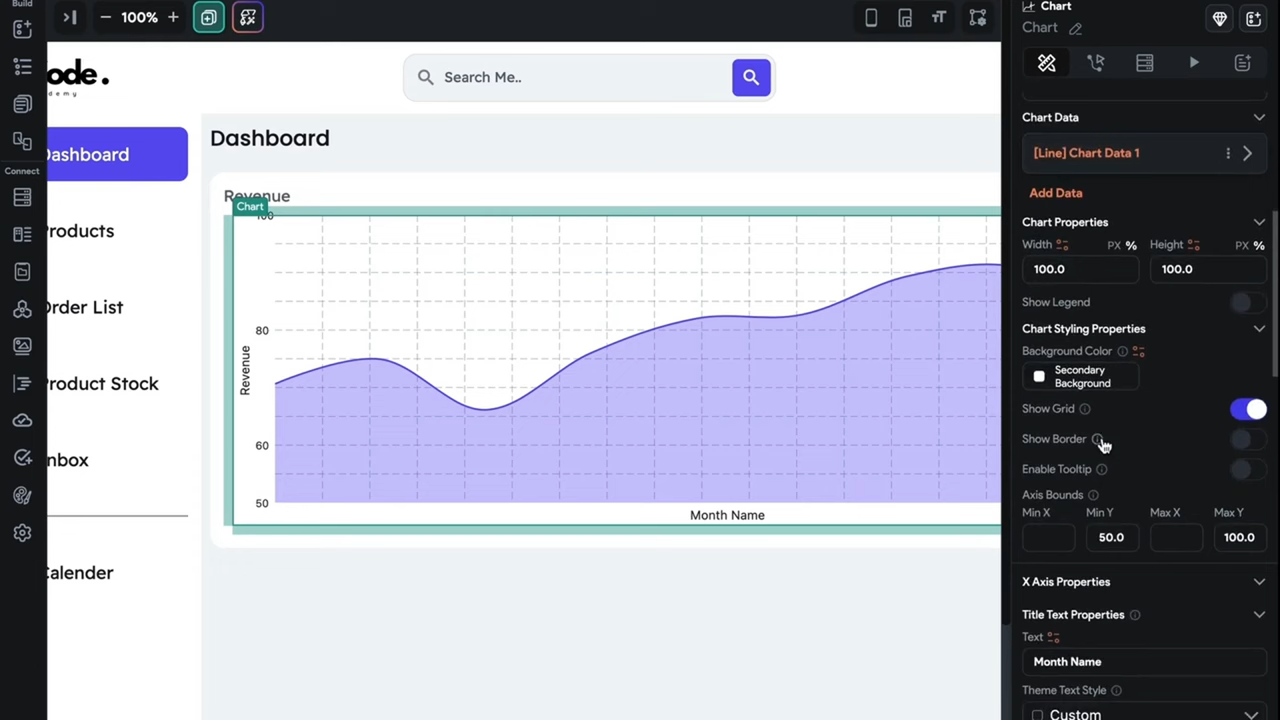 Build
100%
Chart
Chart
ode.
demy
Search Me..
Connect
Dashboard
Products
Order List
Product Stock
Inbox
Calender
Dashboard
Revenue
Chart
100
80
60
50
Revenue
Month Name
Chart Data
[Line] Chart Data 1
Add Data
Chart Properties
Width PX % Height PX %
100.0 100.0
Show Legend
Chart Styling Properties
Background Color
Secondary
Background
Show Grid
Show Border
Enable Tooltip
Axis Bounds
Min X Min Y Max X Max Y
50.0 100.0
X Axis Properties
Title Text Properties
Text
Month Name
Theme Text Style
Custom